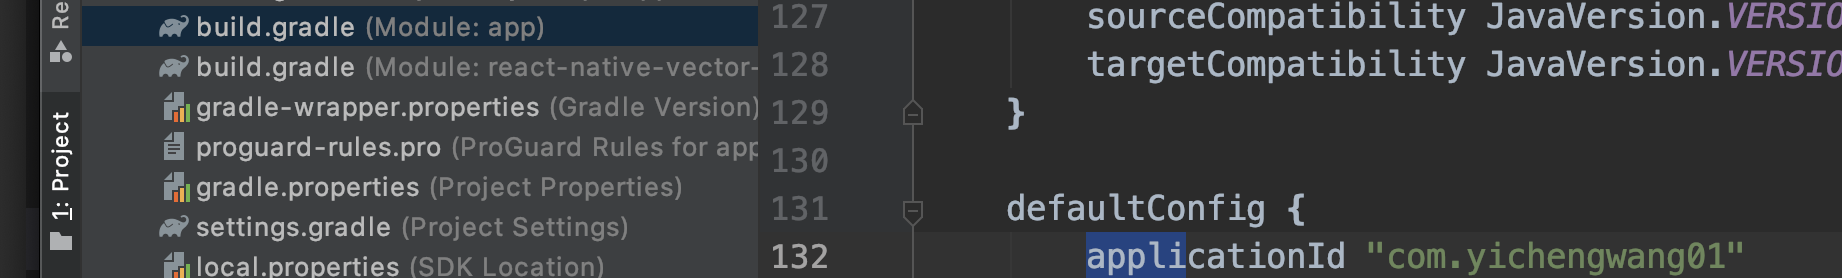 Re
1: Project
build.gradle (Module: app)
build.gradle (Module: react-native-vector-
gradle-wrapper.properties (Gradle Version)
proguard-rules.pro (ProGuard Rules for app
gradle.properties (Project Properties)
settings.gradle (Project Settings)
local.properties (SDK Location)
127 sourceCompatibility JavaVersion.VERSIO
128 targetCompatibility JavaVersion.VERSIO
129 }
130
131 defaultConfig {
132 applicationId "com.yichengwang01"